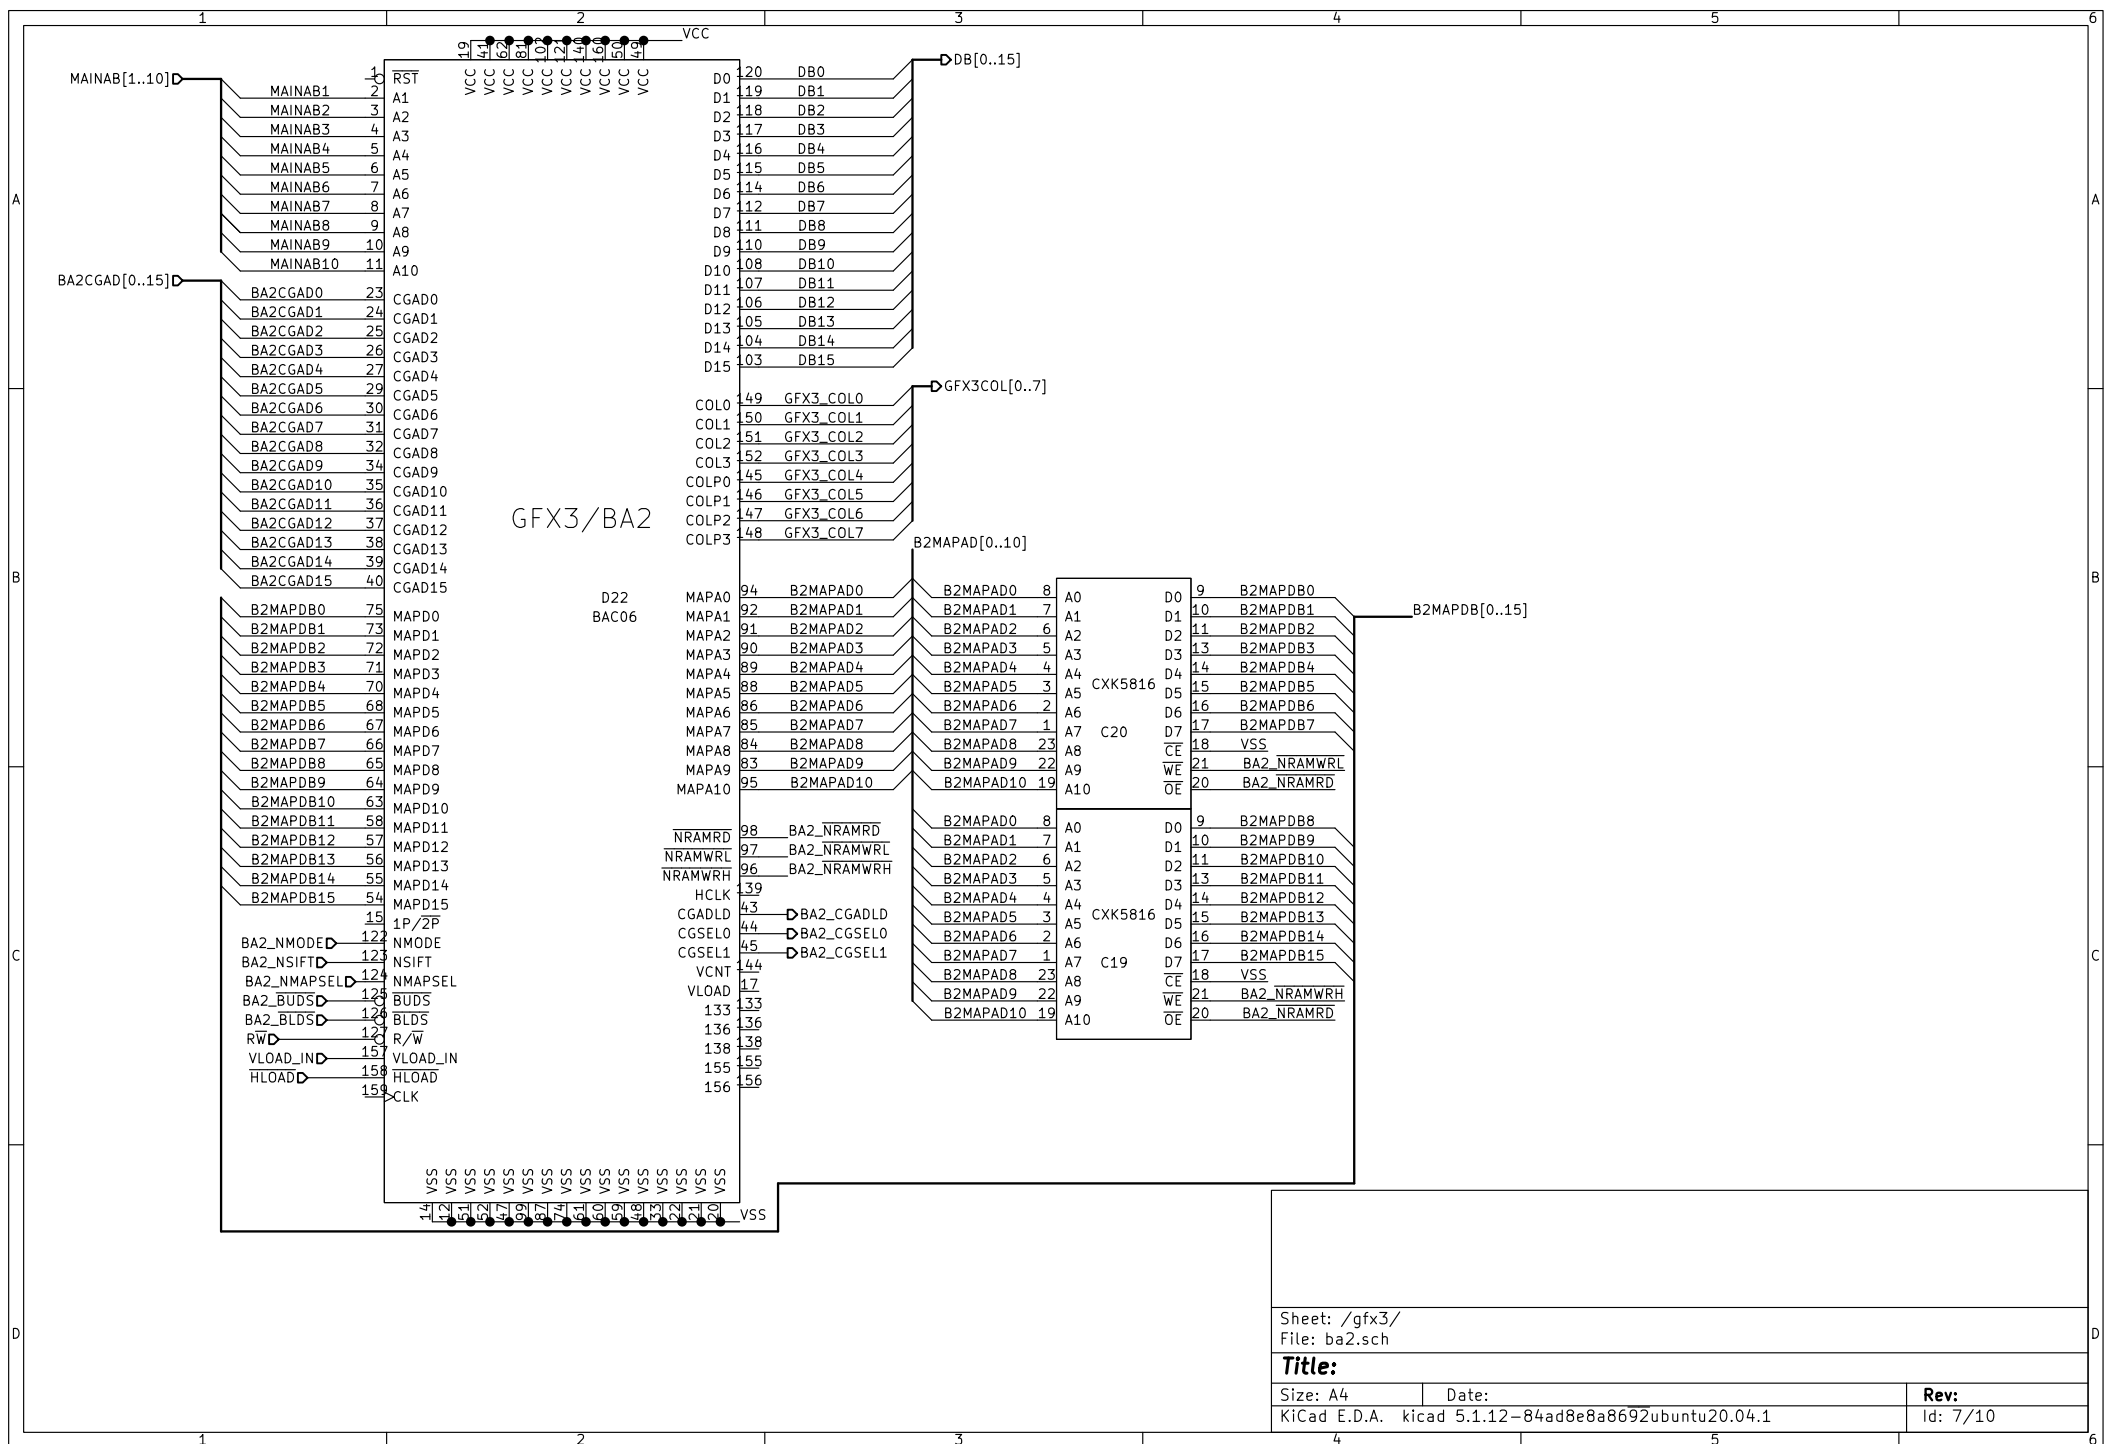 1 2 3 4 5 6
A
B
C
D
A
B
C
D
1 2 3 4 5 6
19 41 62 81 102 121 140 160 50 49
VCC
VCC VCC VCC VCC VCC VCC VCC VCC VCC VCC
MAINAB[1..10]
1 RST
MAINAB1 2 A1
MAINAB2 3 A2
MAINAB3 4 A3
MAINAB4 5 A4
MAINAB5 6 A5
MAINAB6 7 A6
MAINAB7 8 A7
MAINAB8 9 A8
MAINAB9 10 A9
MAINAB10 11 A10
BA2CGAD[0..15]
BA2CGAD0 23 CGAD0
BA2CGAD1 24 CGAD1
BA2CGAD2 25 CGAD2
BA2CGAD3 26 CGAD3
BA2CGAD4 27 CGAD4
BA2CGAD5 29 CGAD5
BA2CGAD6 30 CGAD6
BA2CGAD7 31 CGAD7
BA2CGAD8 32 CGAD8
BA2CGAD9 34 CGAD9
BA2CGAD10 35 CGAD10
BA2CGAD11 36 CGAD11
BA2CGAD12 37 CGAD12
BA2CGAD13 38 CGAD13
BA2CGAD14 39 CGAD14
BA2CGAD15 40 CGAD15
B2MAPDB0 75 MAPD0
B2MAPDB1 73 MAPD1
B2MAPDB2 72 MAPD2
B2MAPDB3 71 MAPD3
B2MAPDB4 70 MAPD4
B2MAPDB5 68 MAPD5
B2MAPDB6 67 MAPD6
B2MAPDB7 66 MAPD7
B2MAPDB8 65 MAPD8
B2MAPDB9 64 MAPD9
B2MAPDB10 63 MAPD10
B2MAPDB11 58 MAPD11
B2MAPDB12 57 MAPD12
B2MAPDB13 56 MAPD13
B2MAPDB14 55 MAPD14
B2MAPDB15 54 MAPD15
15 1P/2P
BA2_NMODE 122 NMODE
BA2_NSIFT 123 NSIFT
BA2_NMAPSEL 124 NMAPSEL
BA2_BUDS 125 BUDS
BA2_BLDS 126 BLDS
RW 127 R/W
VLOAD_IN 157 VLOAD_IN
HLOAD 158 HLOAD
159 CLK
GFX3/BA2
D22
BAC06
D0 120 DB0
D1 119 DB1
D2 118 DB2
D3 117 DB3
D4 116 DB4
D5 115 DB5
D6 114 DB6
D7 112 DB7
D8 111 DB8
D9 110 DB9
D10 108 DB10
D11 107 DB11
D12 106 DB12
D13 105 DB13
D14 104 DB14
D15 103 DB15
DB[0..15]
COL0 149 GFX3_COL0
COL1 150 GFX3_COL1
COL2 151 GFX3_COL2
COL3 152 GFX3_COL3
COLP0 145 GFX3_COL4
COLP1 146 GFX3_COL5
COLP2 147 GFX3_COL6
COLP3 148 GFX3_COL7
GFX3COL[0..7]
B2MAPAD[0..10]
MAPA0 94 B2MAPAD0
MAPA1 92 B2MAPAD1
MAPA2 91 B2MAPAD2
MAPA3 90 B2MAPAD3
MAPA4 89 B2MAPAD4
MAPA5 88 B2MAPAD5
MAPA6 86 B2MAPAD6
MAPA7 85 B2MAPAD7
MAPA8 84 B2MAPAD8
MAPA9 83 B2MAPAD9
MAPA10 95 B2MAPAD10
NRAMRD 98 BA2_NRAMRD
NRAMWRL 97 BA2_NRAMWRL
NRAMWRH 96 BA2_NRAMWRH
HCLK 139
CGADLD 43 BA2_CGADLD
CGSEL0 44 BA2_CGSEL0
CGSEL1 45 BA2_CGSEL1
VCNT 144
VLOAD 17
133 133
136 136
138 138
155 155
156 156
VSS VSS VSS VSS VSS VSS VSS VSS VSS VSS VSS VSS VSS VSS VSS VSS
14 12 51 52 47 99 87 74 61 60 59 48 33 22 21 20
VSS
B2MAPAD0 8 A0
B2MAPAD1 7 A1
B2MAPAD2 6 A2
B2MAPAD3 5 A3
B2MAPAD4 4 A4
B2MAPAD5 3 A5
B2MAPAD6 2 A6
B2MAPAD7 1 A7
B2MAPAD8 23 A8
B2MAPAD9 22 A9
B2MAPAD10 19 A10
CXK5816
C20
D0 9 B2MAPDB0
D1 10 B2MAPDB1
D2 11 B2MAPDB2
D3 13 B2MAPDB3
D4 14 B2MAPDB4
D5 15 B2MAPDB5
D6 16 B2MAPDB6
D7 17 B2MAPDB7
CE 18 VSS
WE 21 BA2_NRAMWRL
OE 20 BA2_NRAMRD
B2MAPDB[0..15]
B2MAPAD0 8 A0
B2MAPAD1 7 A1
B2MAPAD2 6 A2
B2MAPAD3 5 A3
B2MAPAD4 4 A4
B2MAPAD5 3 A5
B2MAPAD6 2 A6
B2MAPAD7 1 A7
B2MAPAD8 23 A8
B2MAPAD9 22 A9
B2MAPAD10 19 A10
CXK5816
C19
D0 9 B2MAPDB8
D1 10 B2MAPDB9
D2 11 B2MAPDB10
D3 13 B2MAPDB11
D4 14 B2MAPDB12
D5 15 B2MAPDB13
D6 16 B2MAPDB14
D7 17 B2MAPDB15
CE 18 VSS
WE 21 BA2_NRAMWRH
OE 20 BA2_NRAMRD
Sheet: /gfx3/
File: ba2.sch
Title:
Size: A4 Date: Rev:
KiCad E.D.A. kicad 5.1.12-84ad8e8a8692ubuntu20.04.1 Id: 7/10